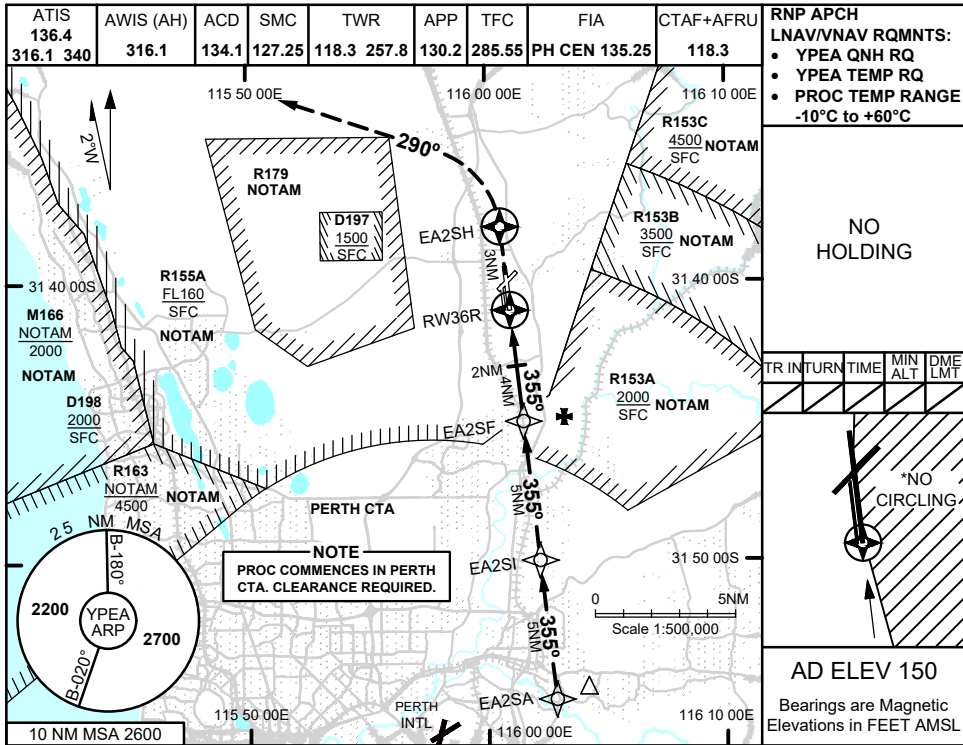 ATIS
136.4
316.1 340
AWIS (AH)
316.1
ACD
134.1
SMC
127.25
TWR
118.3 257.8
APP
130.2
TFC
285.55
FIA
PH CEN 135.25
CTAF+AFRU
118.3
RNP APCH
LNAV/VNAV RQMNTS:
• YPEA QNH RQ
• YPEA TEMP RQ
• PROC TEMP RANGE
-10°C to +60°C
115 50 00E
116 00 00E
116 10 00E
2°W
290°
R179
NOTAM
D197
1500
SFC
EA2SH
3NM
R153C
4500
SFC
NOTAM
R153B
3500
SFC
NOTAM
NO
HOLDING
31 40 00S
31 40 00S
R155A
FL160
SFC
NOTAM
M166
NOTAM
2000
NOTAM
RW36R
2NM
4NM
355°
R153A
2000
SFC
NOTAM
TR IN
TURN
TIME
MIN
ALT
DME
LMT
D198
2000
SFC
EA2SF
R163
NOTAM
4500
NOTAM
PERTH CTA
355°
5NM
*NO
CIRCLING
25 NM MSA
B-180°
2200
YPEA
ARP
2700
B-020°
NOTE
PROC COMMENCES IN PERTH
CTA. CLEARANCE REQUIRED.
EA2SI
31 50 00S
355°
5NM
0
5NM
Scale 1:500,000
EA2SA
AD ELEV 150
Bearings are Magnetic
Elevations in FEET AMSL
10 NM MSA 2600
115 50 00E
PERTH
INTL
116 00 00E
116 10 00E